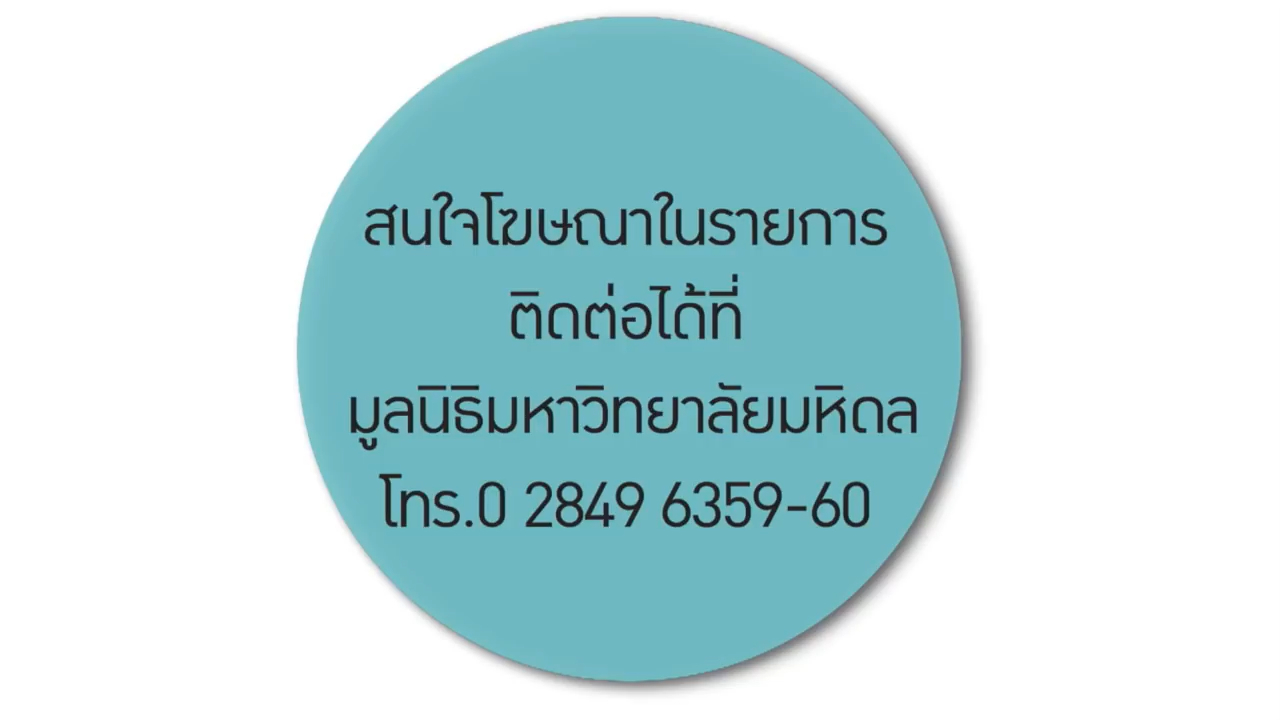 สนใจโฆษณาในรายการ
ติดต่อได้ที่
มูลนิธิมหาวิทยาลัยมหิดล
โทร.0 2849 6359-60